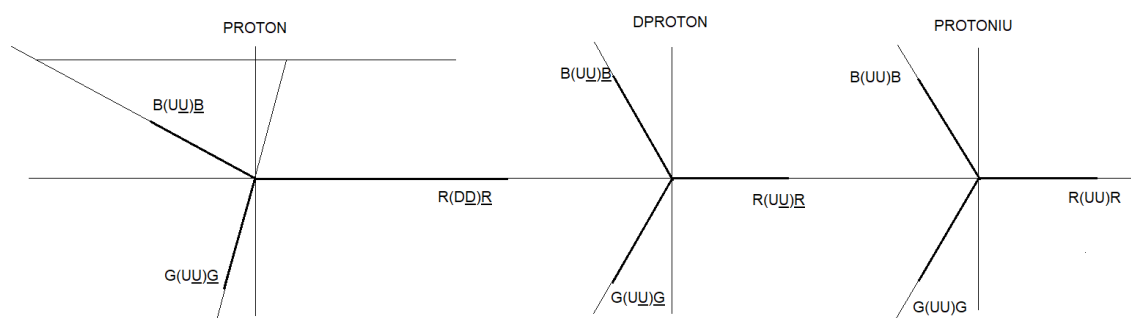 PROTON
B(UU)B
R(DD)R
G(UU)G
DPROTON
B(UU)B
R(UU)R
G(UU)G
PROTONIU
B(UU)B
R(UU)R
G(UU)G